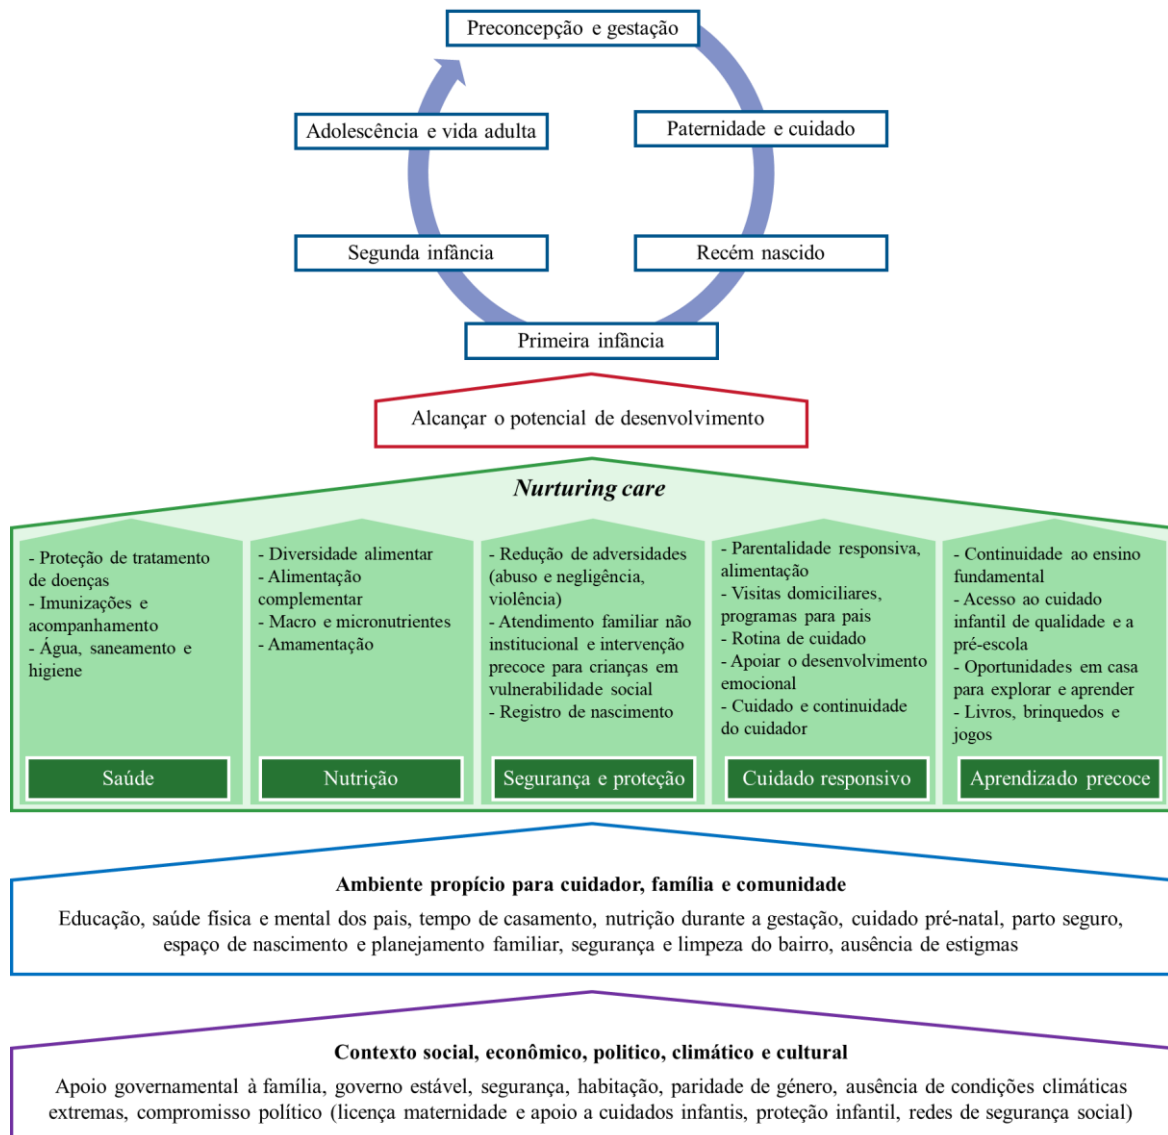 Preconcepção e gestação
Adolescência e vida adulta
Paternidade e cuidado
Segunda infância
Recém nascido
Primeira infância
Alcançar o potencial de desenvolvimento
Nurturing care
- Proteção de tratamento
de doenças
- Imunizações e
acompanhamento
- Água, saneamento e
higiene
Saúde
- Diversidade alimentar
- Alimentação
complementar
- Macro e micronutrientes
- Amamentação
Nutrição
- Redução de adversidades
(abuso e negligência,
violência)
- Atendimento familiar não
institucional e intervenção
precoce para crianças em
vulnerabilidade social
- Registro de nascimento
Segurança e proteção
- Parentalidade responsiva,
alimentação
- Visitas domiciliares,
programas para pais
- Rotina de cuidado
- Apoiar o desenvolvimento
emocional
- Cuidado e continuidade
do cuidador
Cuidado responsivo
- Continuidade ao ensino
fundamental
- Acesso ao cuidado
infantil de qualidade e a
pré-escola
- Oportunidades em casa
para explorar e aprender
- Livros, brinquedos e
jogos
Aprendizado precoce
Ambiente propício para cuidador, família e comunidade
Educação, saúde física e mental dos pais, tempo de casamento, nutrição durante a gestação, cuidado pré-natal, parto seguro,
espaço de nascimento e planejamento familiar, segurança e limpeza do bairro, ausência de estigmas
Contexto social, econômico, politico, climático e cultural
Apoio governamental à família, governo estável, segurança, habitação, paridade de género, ausência de condições climáticas
extremas, compromisso político (licença maternidade e apoio a cuidados infantis, proteção infantil, redes de segurança social)